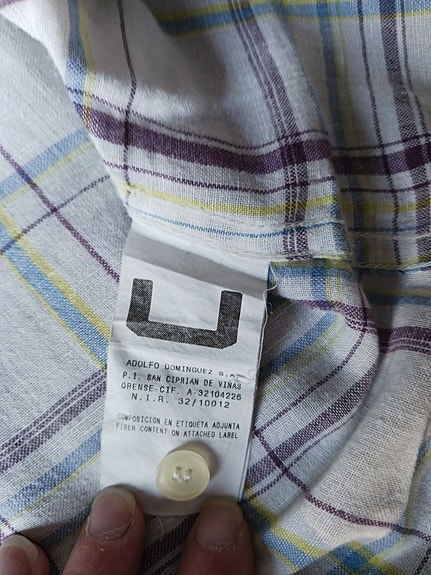 ADOLFO DOMINGUEZ S.A.
P.I. SAN CIPRIAN DE VINAS
ORENSE-CIF. A-32104226
N.I.R. 32/10012
COMPOSICION EN ETIQUETA ADJUNTA
FIBER CONTENT ON ATTACHED LABEL